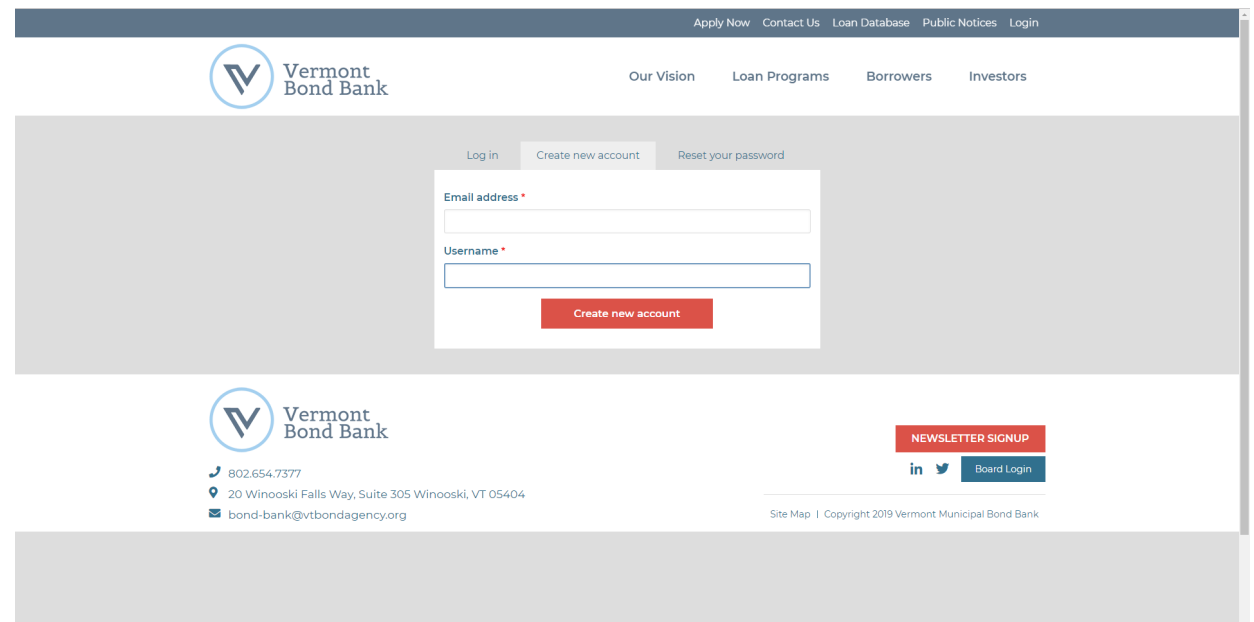 Apply Now Contact Us Loan Database Public Notices Login
Vermont
Bond Bank
Our Vision Loan Programs Borrowers Investors
Log in Create new account Reset your password
Email address *
Username *
Create new account
Vermont
Bond Bank
802.654.7377
20 Winooski Falls Way, Suite 305 Winooski, VT 05404
bond-bank@vtbondagency.org
NEWSLETTER SIGNUP
in Board Login
Site Map | Copyright 2019 Vermont Municipal Bond Bank